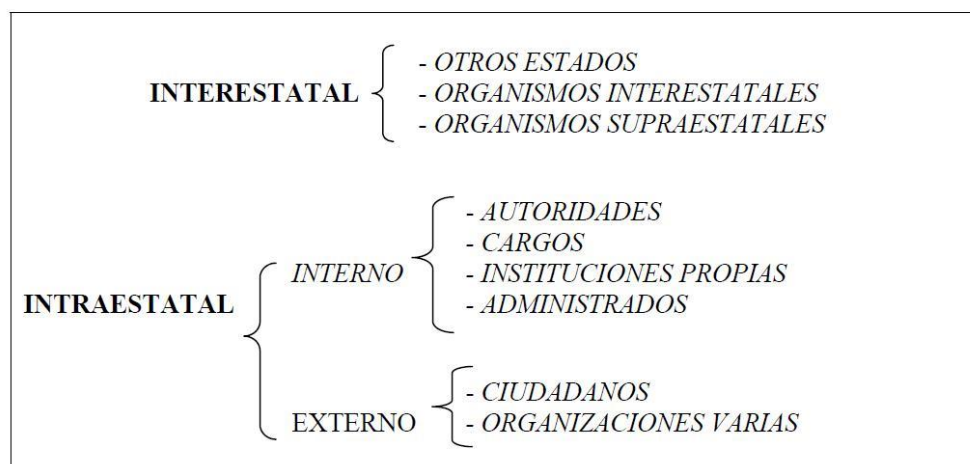 INTERESTATAL
- OTROS ESTADOS
- ORGANISMOS INTERESTATALES
- ORGANISMOS SUPRAESTATALES
INTRAESTATAL
INTERNO
- AUTORIDADES
- CARGOS
- INSTITUCIONES PROPIAS
- ADMINISTRADOS
EXTERNO
- CIUDADANOS
- ORGANIZACIONES VARIAS